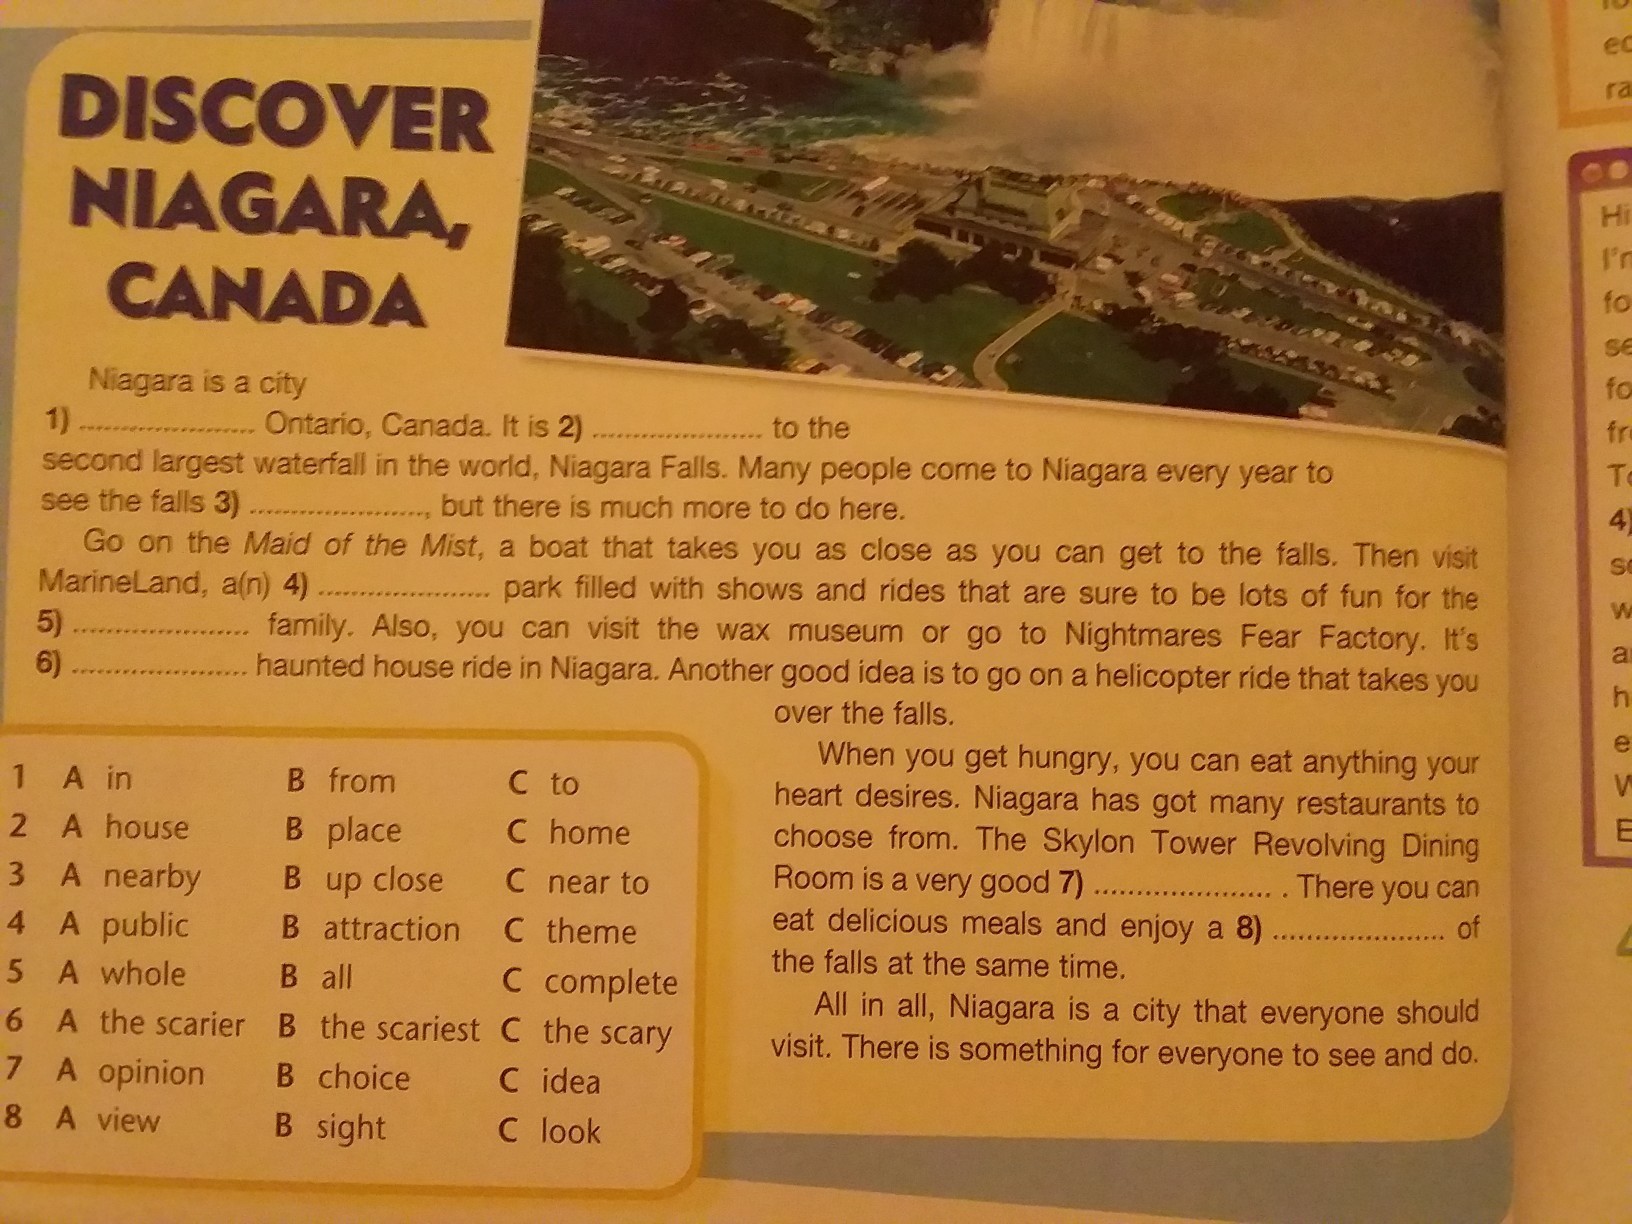 DISCOVER
NIAGARA,
CANADA
Niagara is a city
1) ........................ Ontario, Canada. It is 2) ........................ to the
second largest waterfall in the world, Niagara Falls. Many people come to Niagara every year to
see the falls 3) ........................, but there is much more to do here.
Go on the Maid of the Mist, a boat that takes you as close as you can get to the falls. Then visit
MarineLand, a(n) 4) ........................ park filled with shows and rides that are sure to be lots of fun for the
5) ........................ family. Also, you can visit the wax museum or go to Nightmares Fear Factory. It's
6) ........................ haunted house ride in Niagara. Another good idea is to go on a helicopter ride that takes you
over the falls.
When you get hungry, you can eat anything your
heart desires. Niagara has got many restaurants to
choose from. The Skylon Tower Revolving Dining
Room is a very good 7) ........................ . There you can
eat delicious meals and enjoy a 8) ........................ of
the falls at the same time.
All in all, Niagara is a city that everyone should
visit. There is something for everyone to see and do.
1 A in B from C to
2 A house B place C home
3 A nearby B up close C near to
4 A public B attraction C theme
5 A whole B all C complete
6 A the scarier B the scariest C the scary
7 A opinion B choice C idea
8 A view B sight C look
Hi
I'm
4)